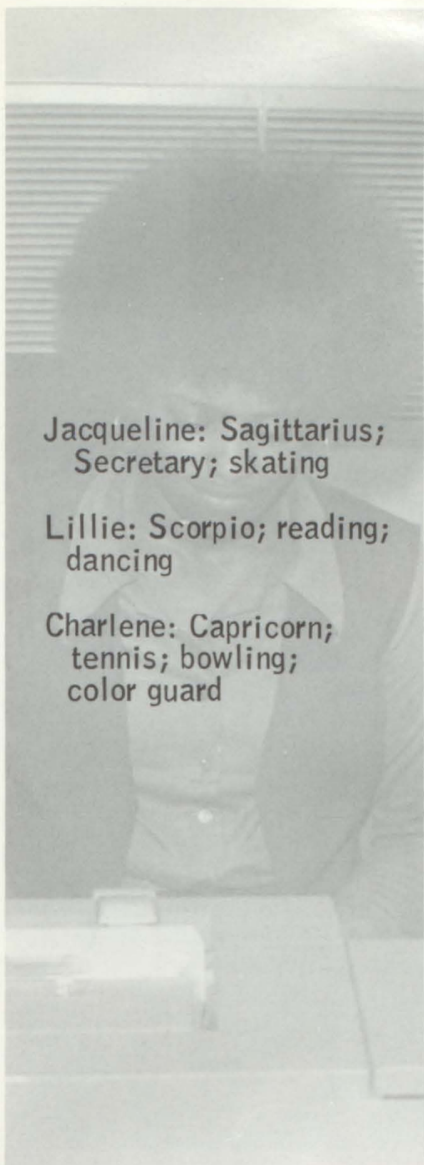 Jacqueline: Sagittarius;
Secretary; skating
Lillie: Scorpio; reading;
dancing
Charlene: Capricorn;
tennis; bowling;
color guard